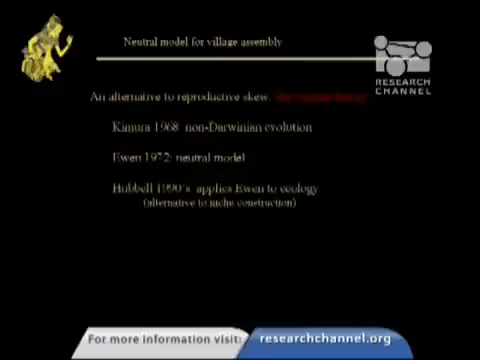 Neutral model for village assembly
RESEARCH
CHANNEL
An alternative to reproductive skew:
Kimura 1968 non-Darwinian evolution
Ewen 1972: neutral model
Hubbell 1990's: applies Ewen to ecology
(alternative to niche construction)
For more information visit:
researchchannel.org